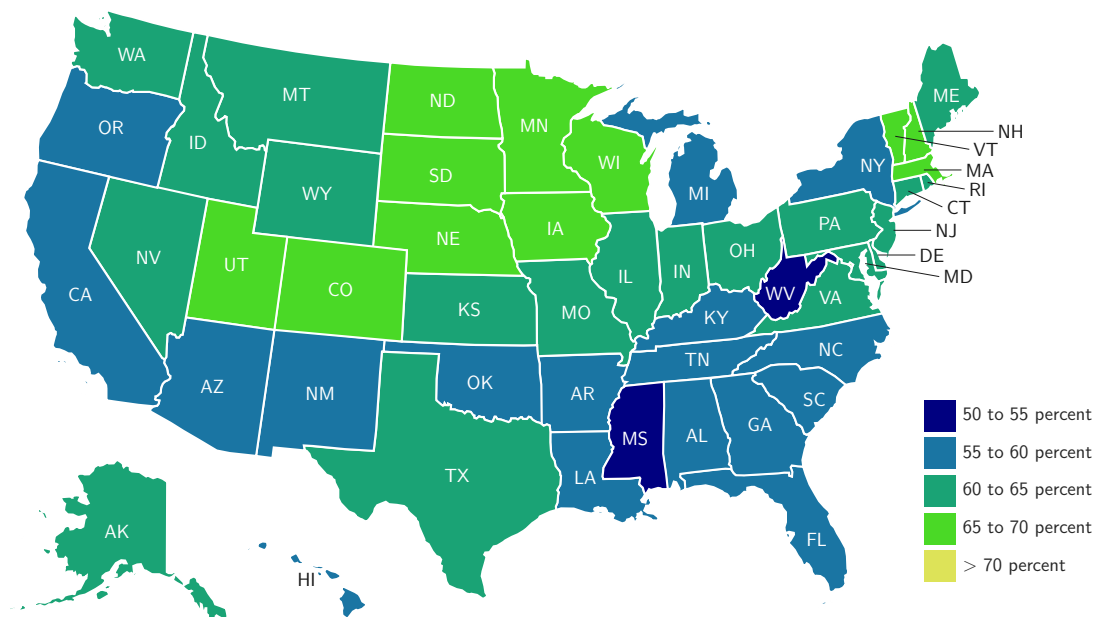 WA
MT
ND
MN
ME
OR
ID
NH
VT
WI
SD
MA
NY
RI
WY
MI
CT
PA
IA
NJ
NE
OH
DE
NV
UT
IN
IL
MD
CO
CA
WV
VA
KS
MO
KY
NC
TN
AZ
NM
OK
AR
SC
GA
AL
MS
TX
LA
AK
FL
HI
50 to 55 percent
55 to 60 percent
60 to 65 percent
65 to 70 percent
> 70 percent